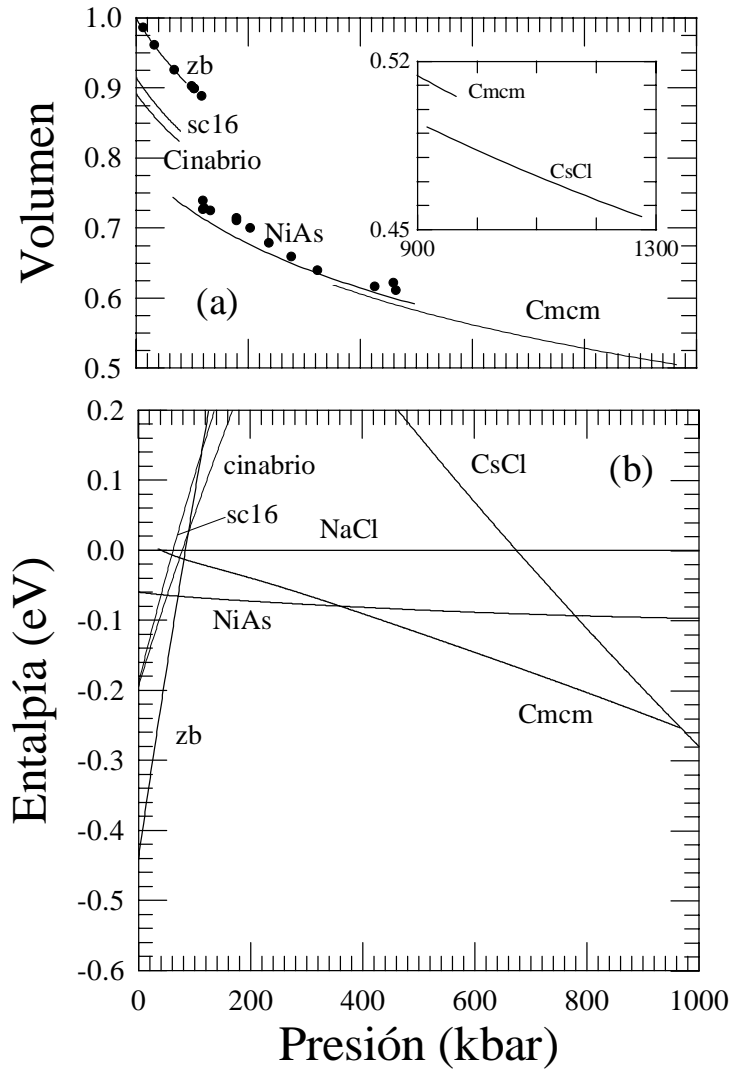 1.0
0.9
0.8
0.7
0.6
0.5
Volumen
zb
sc16
Cinabrio
NiAs
Cmcm
(a)
0.52
0.45
900
1300
Cmcm
CsCl
0.2
0.1
0.0
-0.1
-0.2
-0.3
-0.4
-0.5
-0.6
Entalpía (eV)
cinabrio
sc16
NaCl
CsCl
(b)
NiAs
zb
Cmcm
0
200
400
600
800
1000
Presión (kbar)